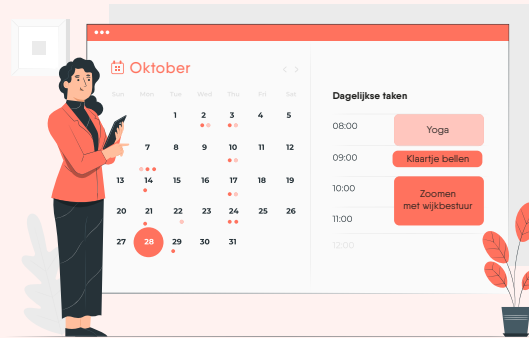 Oktober
Sun Mon Tue Wed Thu Fri Sat
1 2 3 4 5
7 8 9 10 11 12
13 14 15 16 17 18 19
20 21 22 23 24 25 26
27 28 29 30 31
Dagelijkse taken
08:00 Yoga
09:00 Klaartje bellen
10:00 Zoomen
met wijkbestuur
11:00
12:00